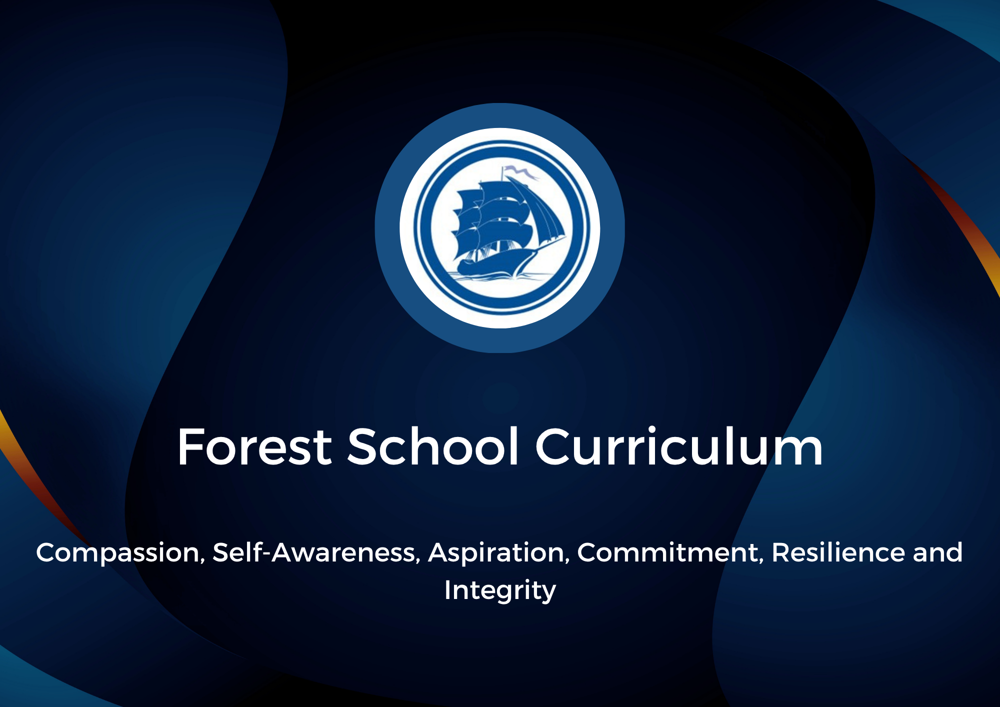 Forest School Curriculum
Compassion, Self-Awareness, Aspiration, Commitment, Resilience and
Integrity